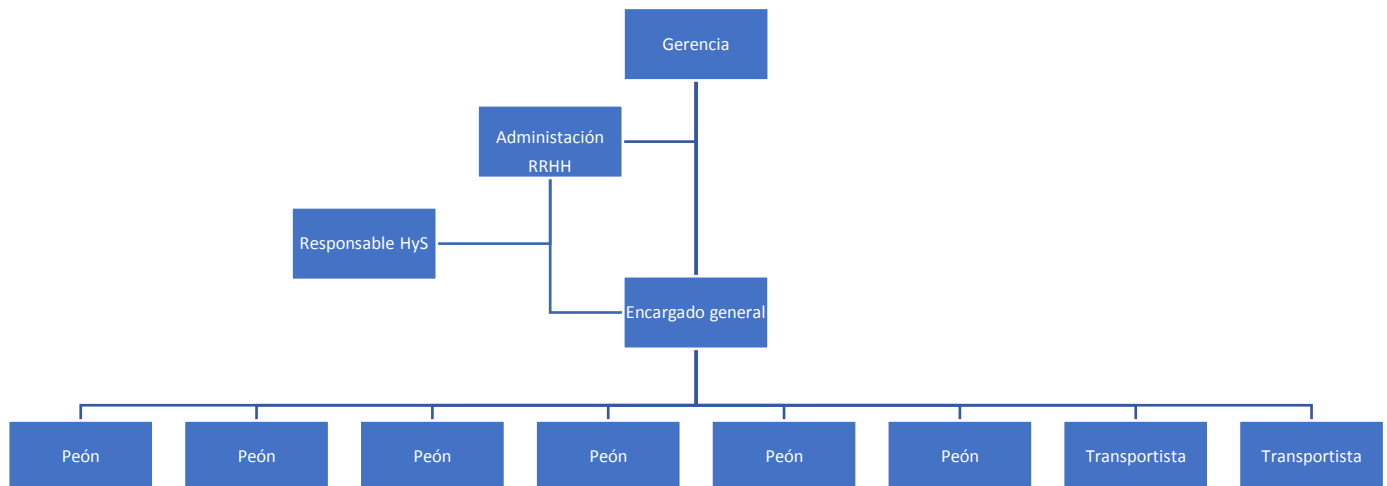 Gerencia
Administación
RRHH
Responsable HyS
Encargado general
Peón
Peón
Peón
Peón
Peón
Peón
Transportista
Transportista